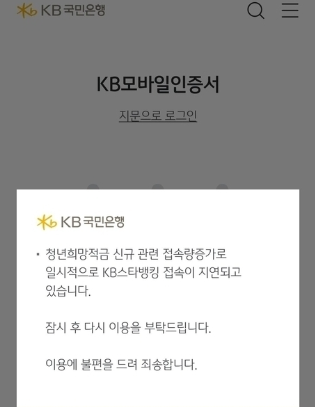 KB 국민은행
KB모바일인증서
지문으로 로그인
KB 국민은행
• 청년희망적금 신규 관련 접속량증가로
일시적으로 KB스타뱅킹 접속이 지연되고
있습니다.
잠시 후 다시 이용을 부탁드립니다.
이용에 불편을 드려 죄송합니다.